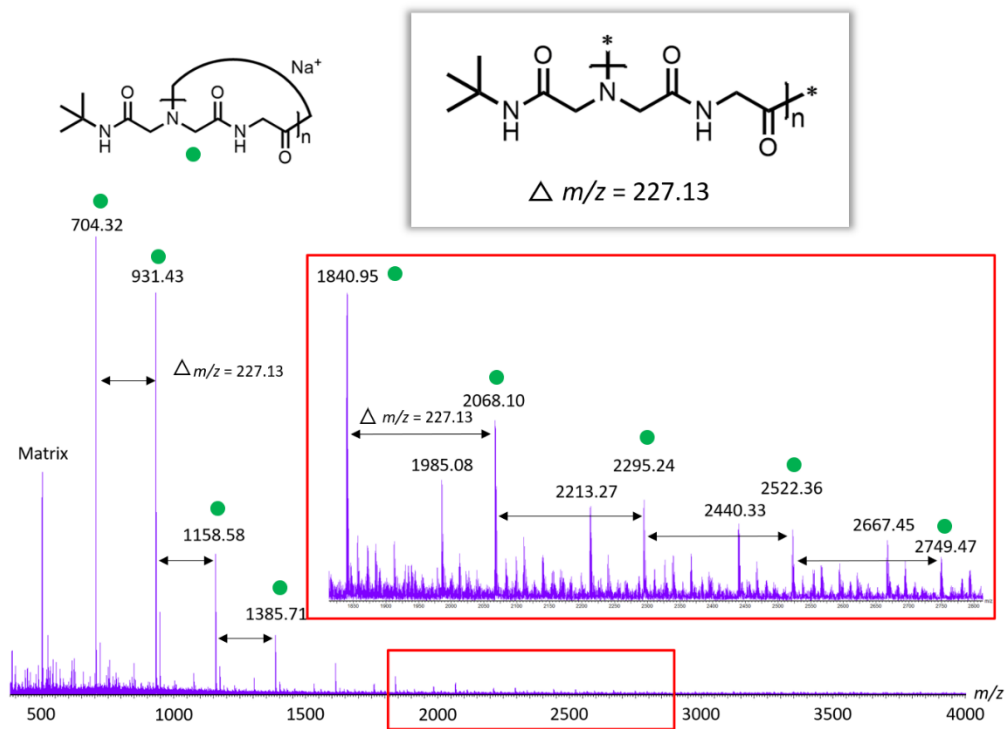 O
O
Na⁺
N
H
N
N
H
O
n
*
O
O
O
N
H
N
N
H
O
n
*
△ m/z = 227.13
704.32
931.43
△ m/z = 227.13
Matrix
1158.58
1385.71
1840.95
2068.10
△ m/z = 227.13
1985.08
2213.27
2295.24
2440.33
2522.36
2667.45
2749.47
500
1000
1500
2000
2500
3000
3500
4000
m/z